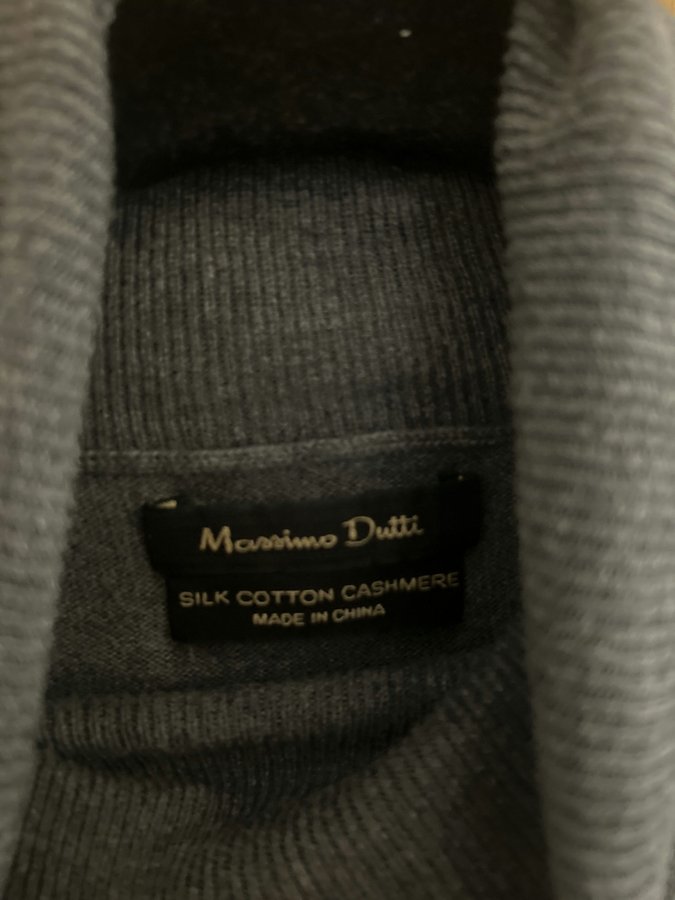 Massimo Dutti
SILK COTTON CASHMERE
MADE IN CHINA